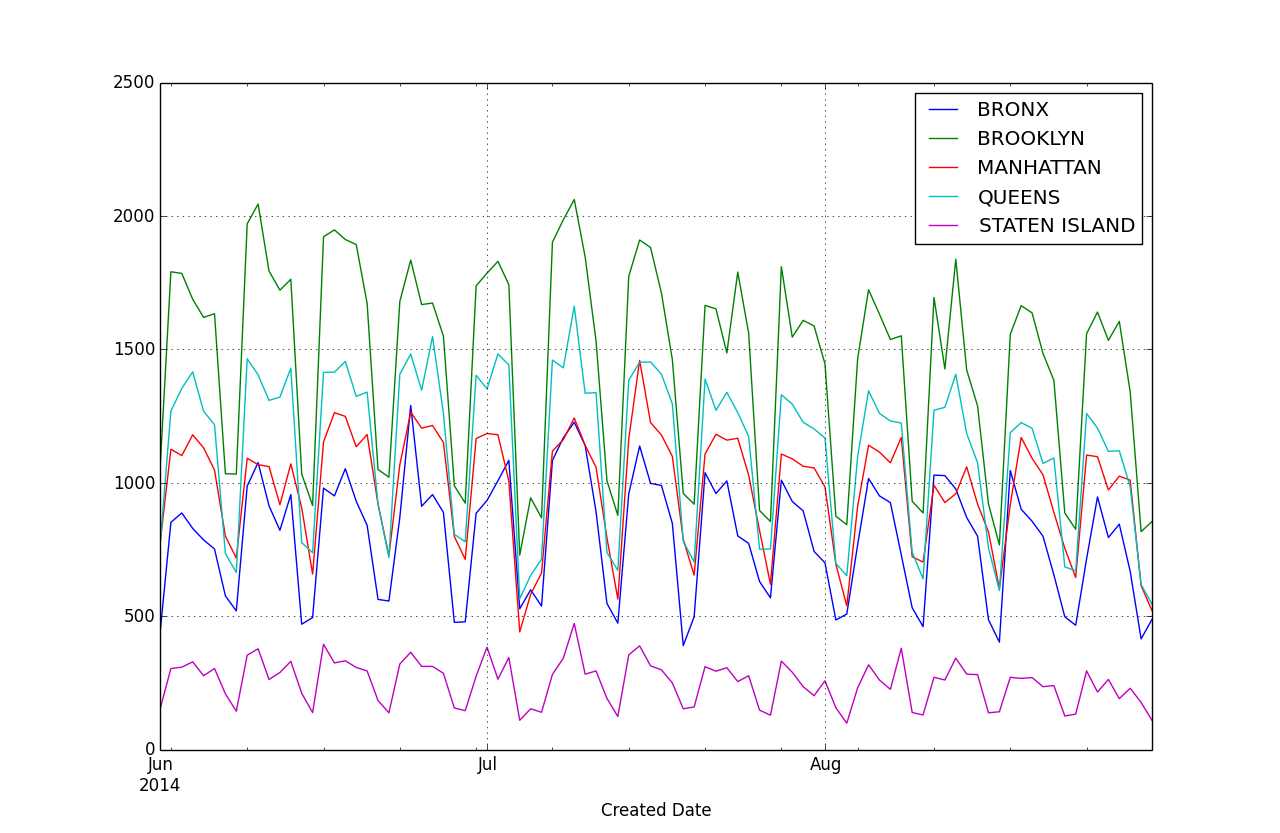 2500
2000
1500
1000
500
0
BRONX
BROOKLYN
MANHATTAN
QUEENS
STATEN ISLAND
Jun
2014
Jul
Aug
Created Date